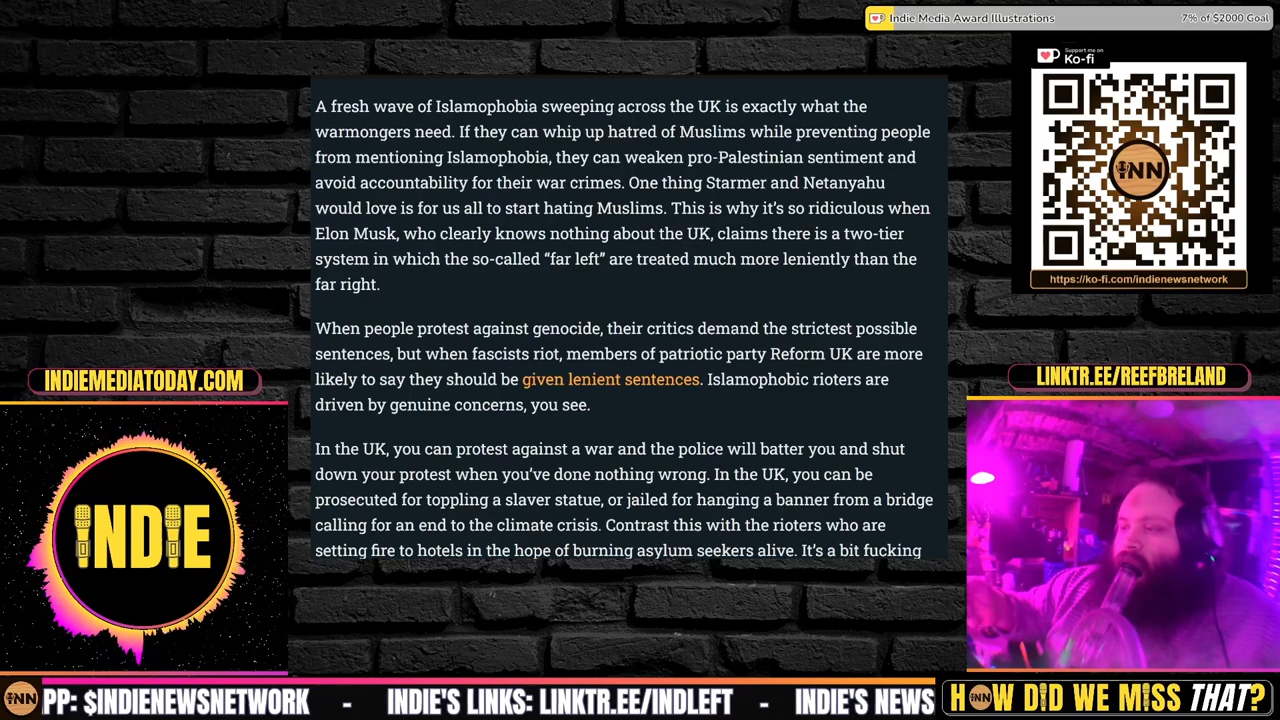 Indie Media Award Illustrations
7% of $2000 Goal
Support me on
Ko-fi
iNN
https://ko-fi.com/indienewsnetwork
A fresh wave of Islamophobia sweeping across the UK is exactly what the
warmongers need. If they can whip up hatred of Muslims while preventing people
from mentioning Islamophobia, they can weaken pro-Palestinian sentiment and
avoid accountability for their war crimes. One thing Starmer and Netanyahu
would love is for us all to start hating Muslims. This is why it’s so ridiculous when
Elon Musk, who clearly knows nothing about the UK, claims there is a two-tier
system in which the so-called “far left” are treated much more leniently than the
far right.
When people protest against genocide, their critics demand the strictest possible
sentences, but when fascists riot, members of patriotic party Reform UK are more
likely to say they should be given lenient sentences. Islamophobic rioters are
driven by genuine concerns, you see.
In the UK, you can protest against a war and the police will batter you and shut
down your protest when you’ve done nothing wrong. In the UK, you can be
prosecuted for toppling a slaver statue, or jailed for hanging a banner from a bridge
calling for an end to the climate crisis. Contrast this with the rioters who are
setting fire to hotels in the hope of burning asylum seekers alive. It’s a bit fucking
INDIEMEDIATODAY.COM
INDIE
LINKTR.EE/REEFBRELAND
iNN
PP: $INDIENEWSNETWORK - INDIE'S LINKS: LINKTR.EE/INDLEFT - INDIE'S NEWS
HOW DID WE MISS THAT?